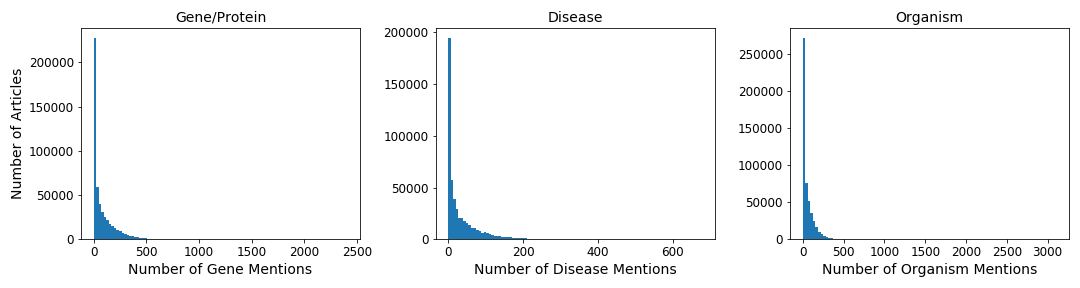 Gene/Protein
Number of Articles
200000
150000
100000
50000
0
0 500 1000 1500 2000 2500
Number of Gene Mentions
Disease
200000
150000
100000
50000
0
0 200 400 600
Number of Disease Mentions
Organism
250000
200000
150000
100000
50000
0
0 500 1000 1500 2000 2500 3000
Number of Organism Mentions